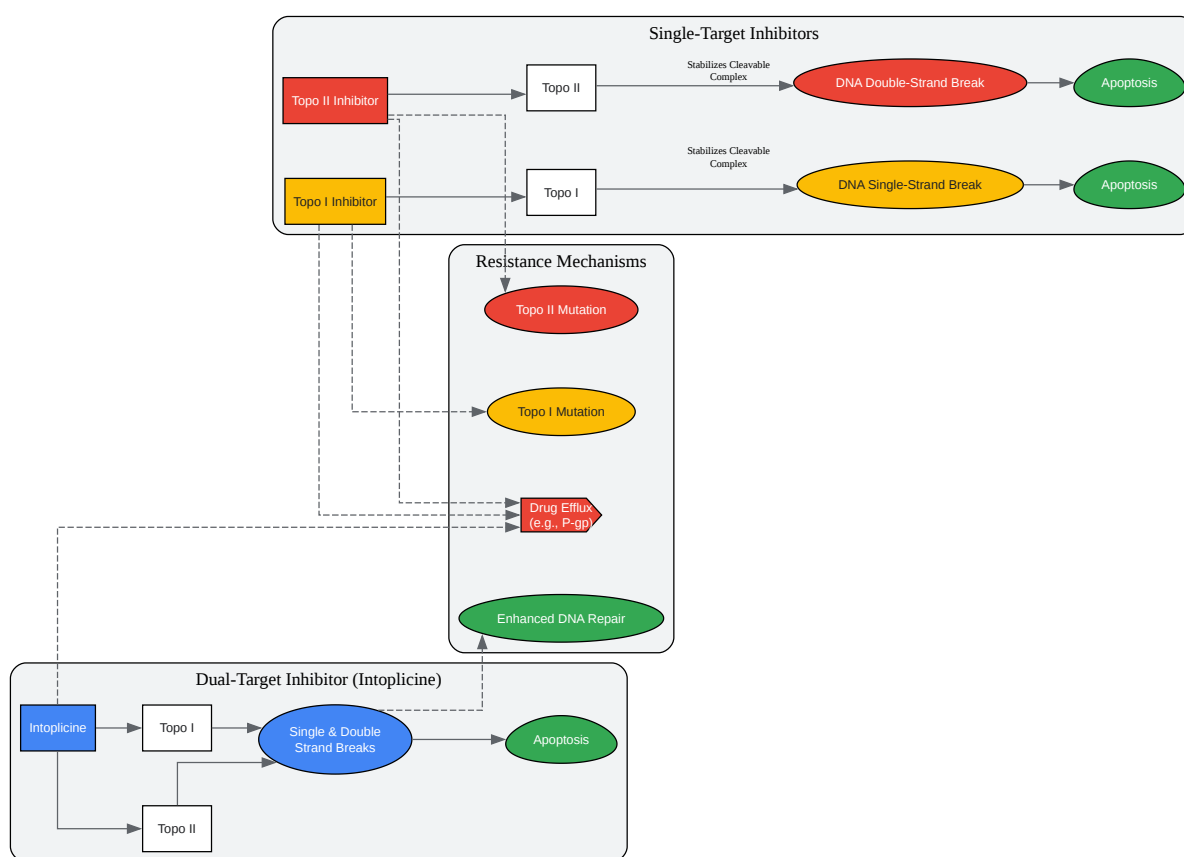 Single-Target Inhibitors
Stabilizes Cleavable
Complex
Topo II Inhibitor
Topo II
DNA Double-Strand Break
Apoptosis
Stabilizes Cleavable
Complex
Topo I Inhibitor
Topo I
DNA Single-Strand Break
Apoptosis
Resistance Mechanisms
Topo II Mutation
Topo I Mutation
Drug Efflux
(e.g., P-gp)
Enhanced DNA Repair
Dual-Target Inhibitor (Intoplicine)
Intoplicine
Topo I
Single & Double
Strand Breaks
Apoptosis
Topo II